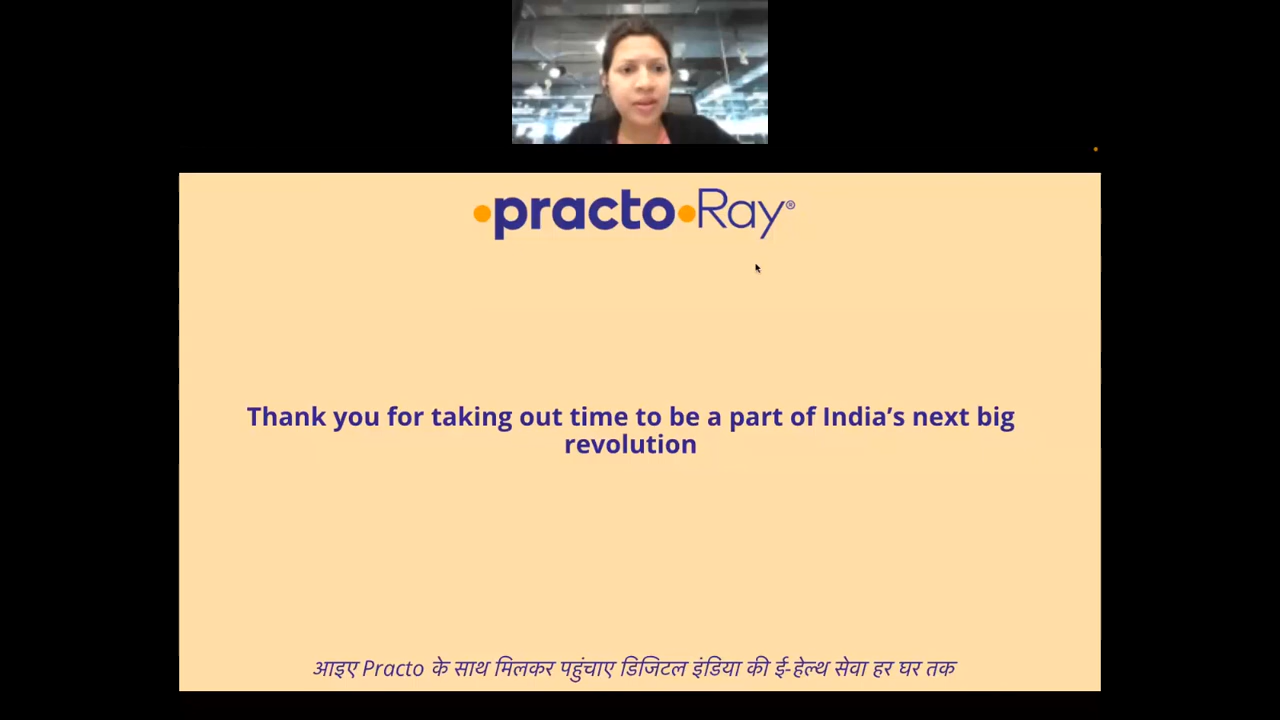 practo Ray®
Thank you for taking out time to be a part of India’s next big
revolution
आइए Practo के साथ मिलकर पहुंचाए डिजिटल इंडिया की ई-हेल्थ सेवा हर घर तक